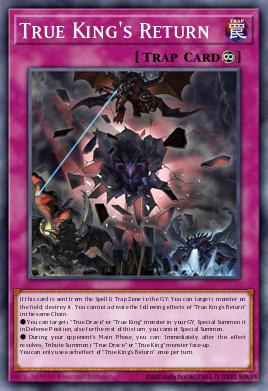 True King's Return
TRAP
罠
[ Trap Card
If this card is sent from the Spell & Trap Zone to the GY: You can target 1 monster on
the field; destroy it. You cannot activate the following effects of "True King's Return"
in the same Chain.
●You can target 1 "True Draco" or "True King" monster in your GY; Special Summon it
in Defense Position, also for the rest of this turn, you cannot Special Summon.
● During your opponent's Main Phase, you can: Immediately after this effect
resolves, Tribute Summon 1 "True Draco" or "True King" monster face-up.
You can only use each effect of "True King's Return" once per turn.